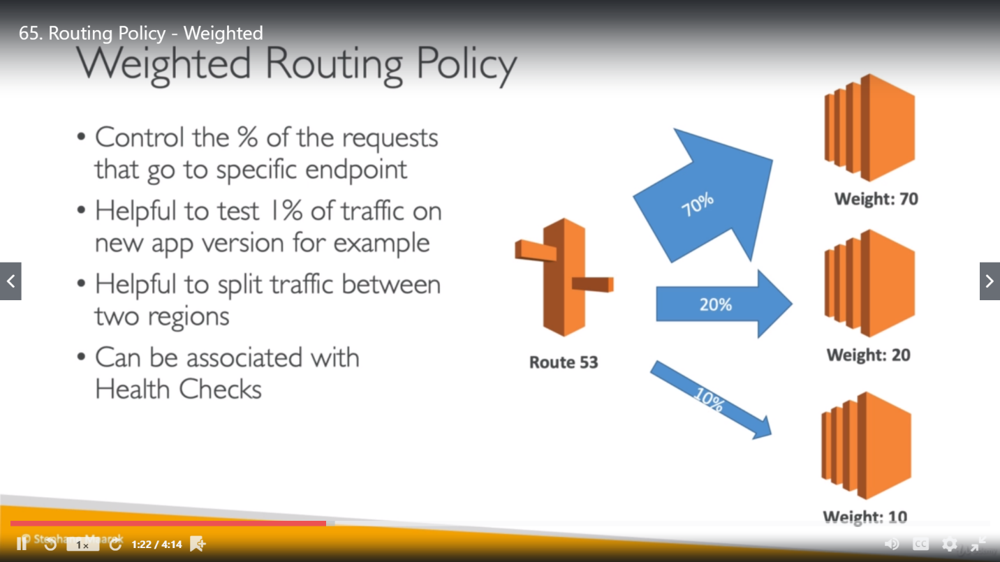 65. Routing Policy - Weighted
Weighted Routing Policy
• Control the % of the requests
that go to specific endpoint
• Helpful to test 1% of traffic on
new app version for example
• Helpful to split traffic between
two regions
• Can be associated with
Health Checks
Route 53
70%
20%
10%
Weight: 70
Weight: 20
Weight: 10
© Stephane Maarek
1x
1:22 / 4:14
CC